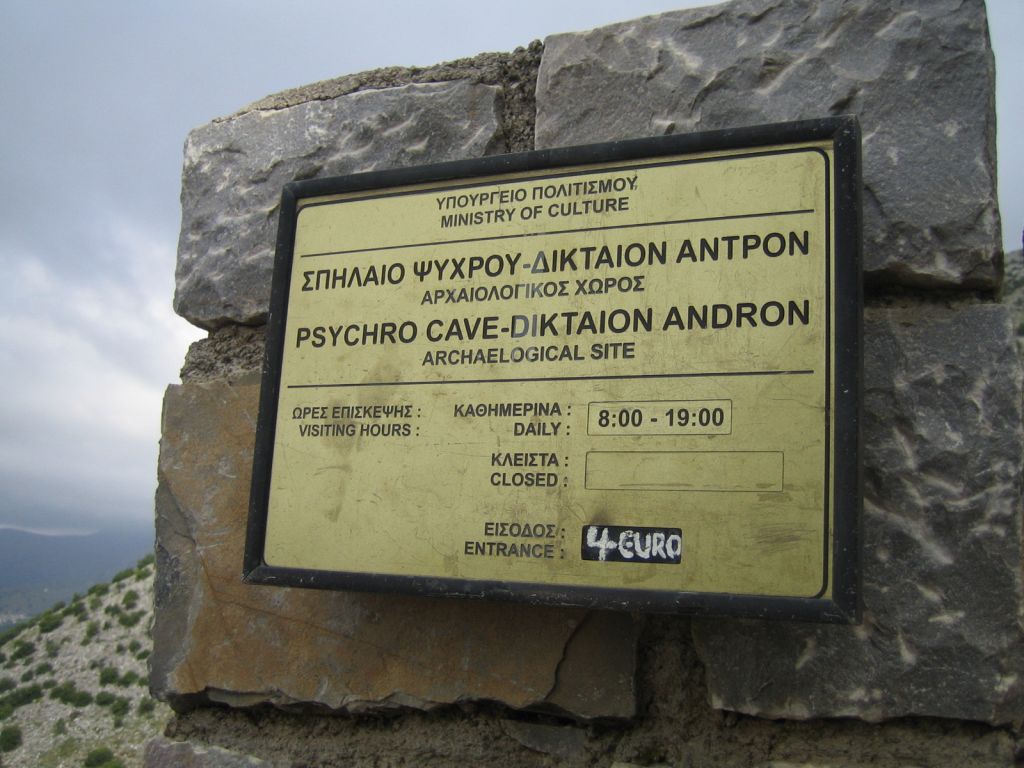 ΥΠΟΥΡΓΕΙΟ ΠΟΛΙΤΙΣΜΟΥ
MINISTRY OF CULTURE
ΣΠΗΛΑΙΟ ΨΥΧΡΟΥ-ΔΙΚΤΑΙΟΝ ΑΝΤΡΟΝ
ΑΡΧΑΙΟΛΟΓΙΚΟΣ ΧΩΡΟΣ
PSYCHRO CAVE-DIKTAION ANDRON
ARCHAELOGICAL SITE
ΩΡΕΣ ΕΠΙΣΚΕΨΗΣ : ΚΑΘΗΜΕΡΙΝΑ : 8:00 - 19:00
VISITING HOURS : DAILY :
ΚΛΕΙΣΤΑ :
CLOSED :
ΕΙΣΟΔΟΣ : 4 EURO
ENTRANCE :